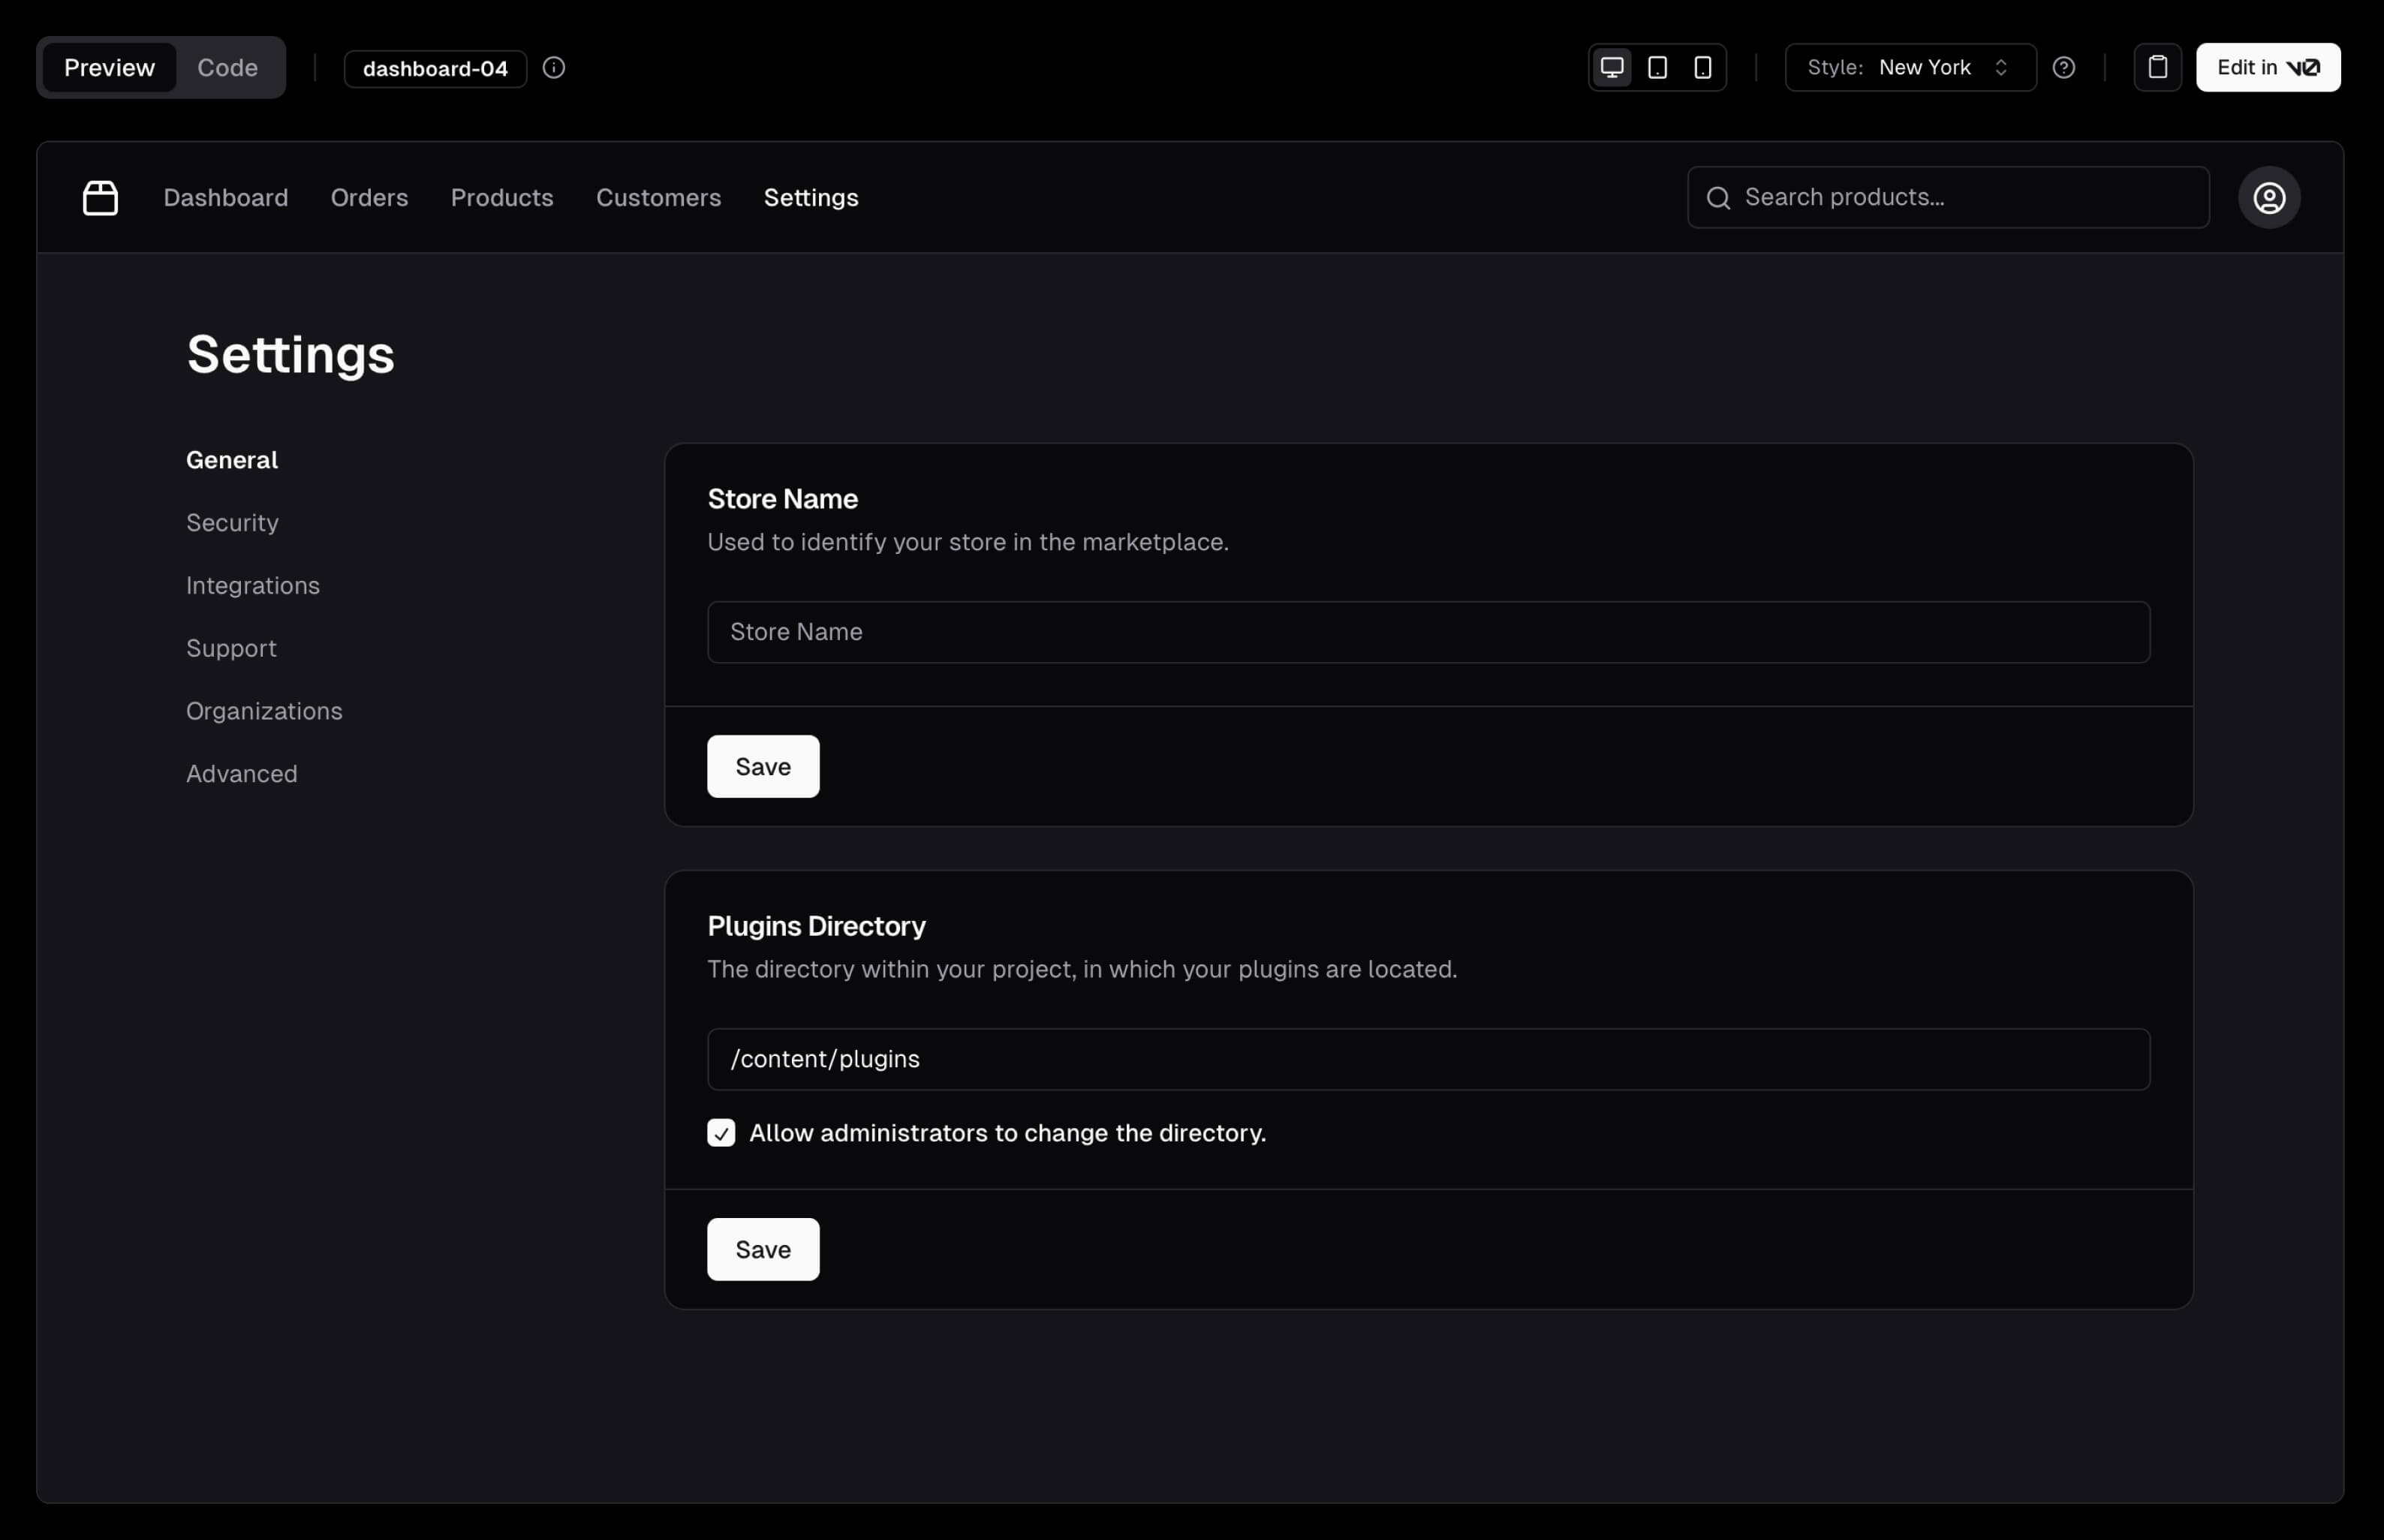 Preview Code dashboard-04 Style: New York Edit in v0
Dashboard Orders Products Customers Settings Search products...
Settings
General
Security
Integrations
Support
Organizations
Advanced
Store Name
Used to identify your store in the marketplace.
Store Name
Save
Plugins Directory
The directory within your project, in which your plugins are located.
/content/plugins
Allow administrators to change the directory.
Save